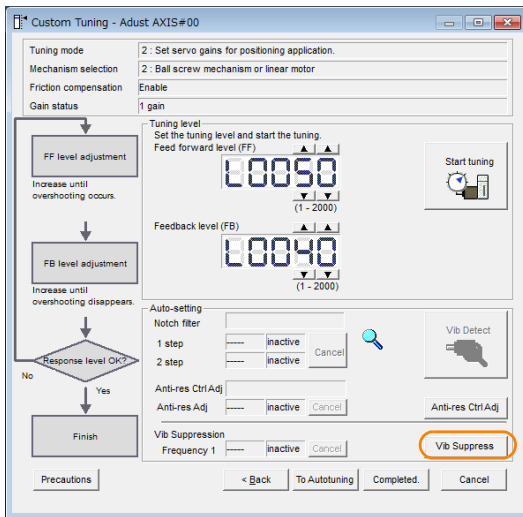 Custom Tuning - Adust AXIS#00
Tuning mode
2 : Set servo gains for positioning application.
Mechanism selection
2 : Ball screw mechanism or linear motor
Friction compensation
Enable
Gain status
1 gain
FF level adjustment
Increase until
overshooting occurs.
FB level adjustment
Increase until
overshooting disappears.
Response level OK?
No
Yes
Finish
Tuning level
Set the tuning level and start the tuning.
Feed forward level (FF)
L0050
(1 - 2000)
Feedback level (FB)
L0040
(1 - 2000)
Start tuning
Auto-setting
Notch filter
1 step
-----
inactive
2 step
-----
inactive
Cancel
Vib Detect
Anti-res Ctrl Adj
Anti-res Adj
-----
inactive
Cancel
Anti-res Ctrl Adj
Vib Suppression
Frequency 1
-----
inactive
Cancel
Vib Suppress
Precautions
< Back
To Autotuning
Completed.
Cancel